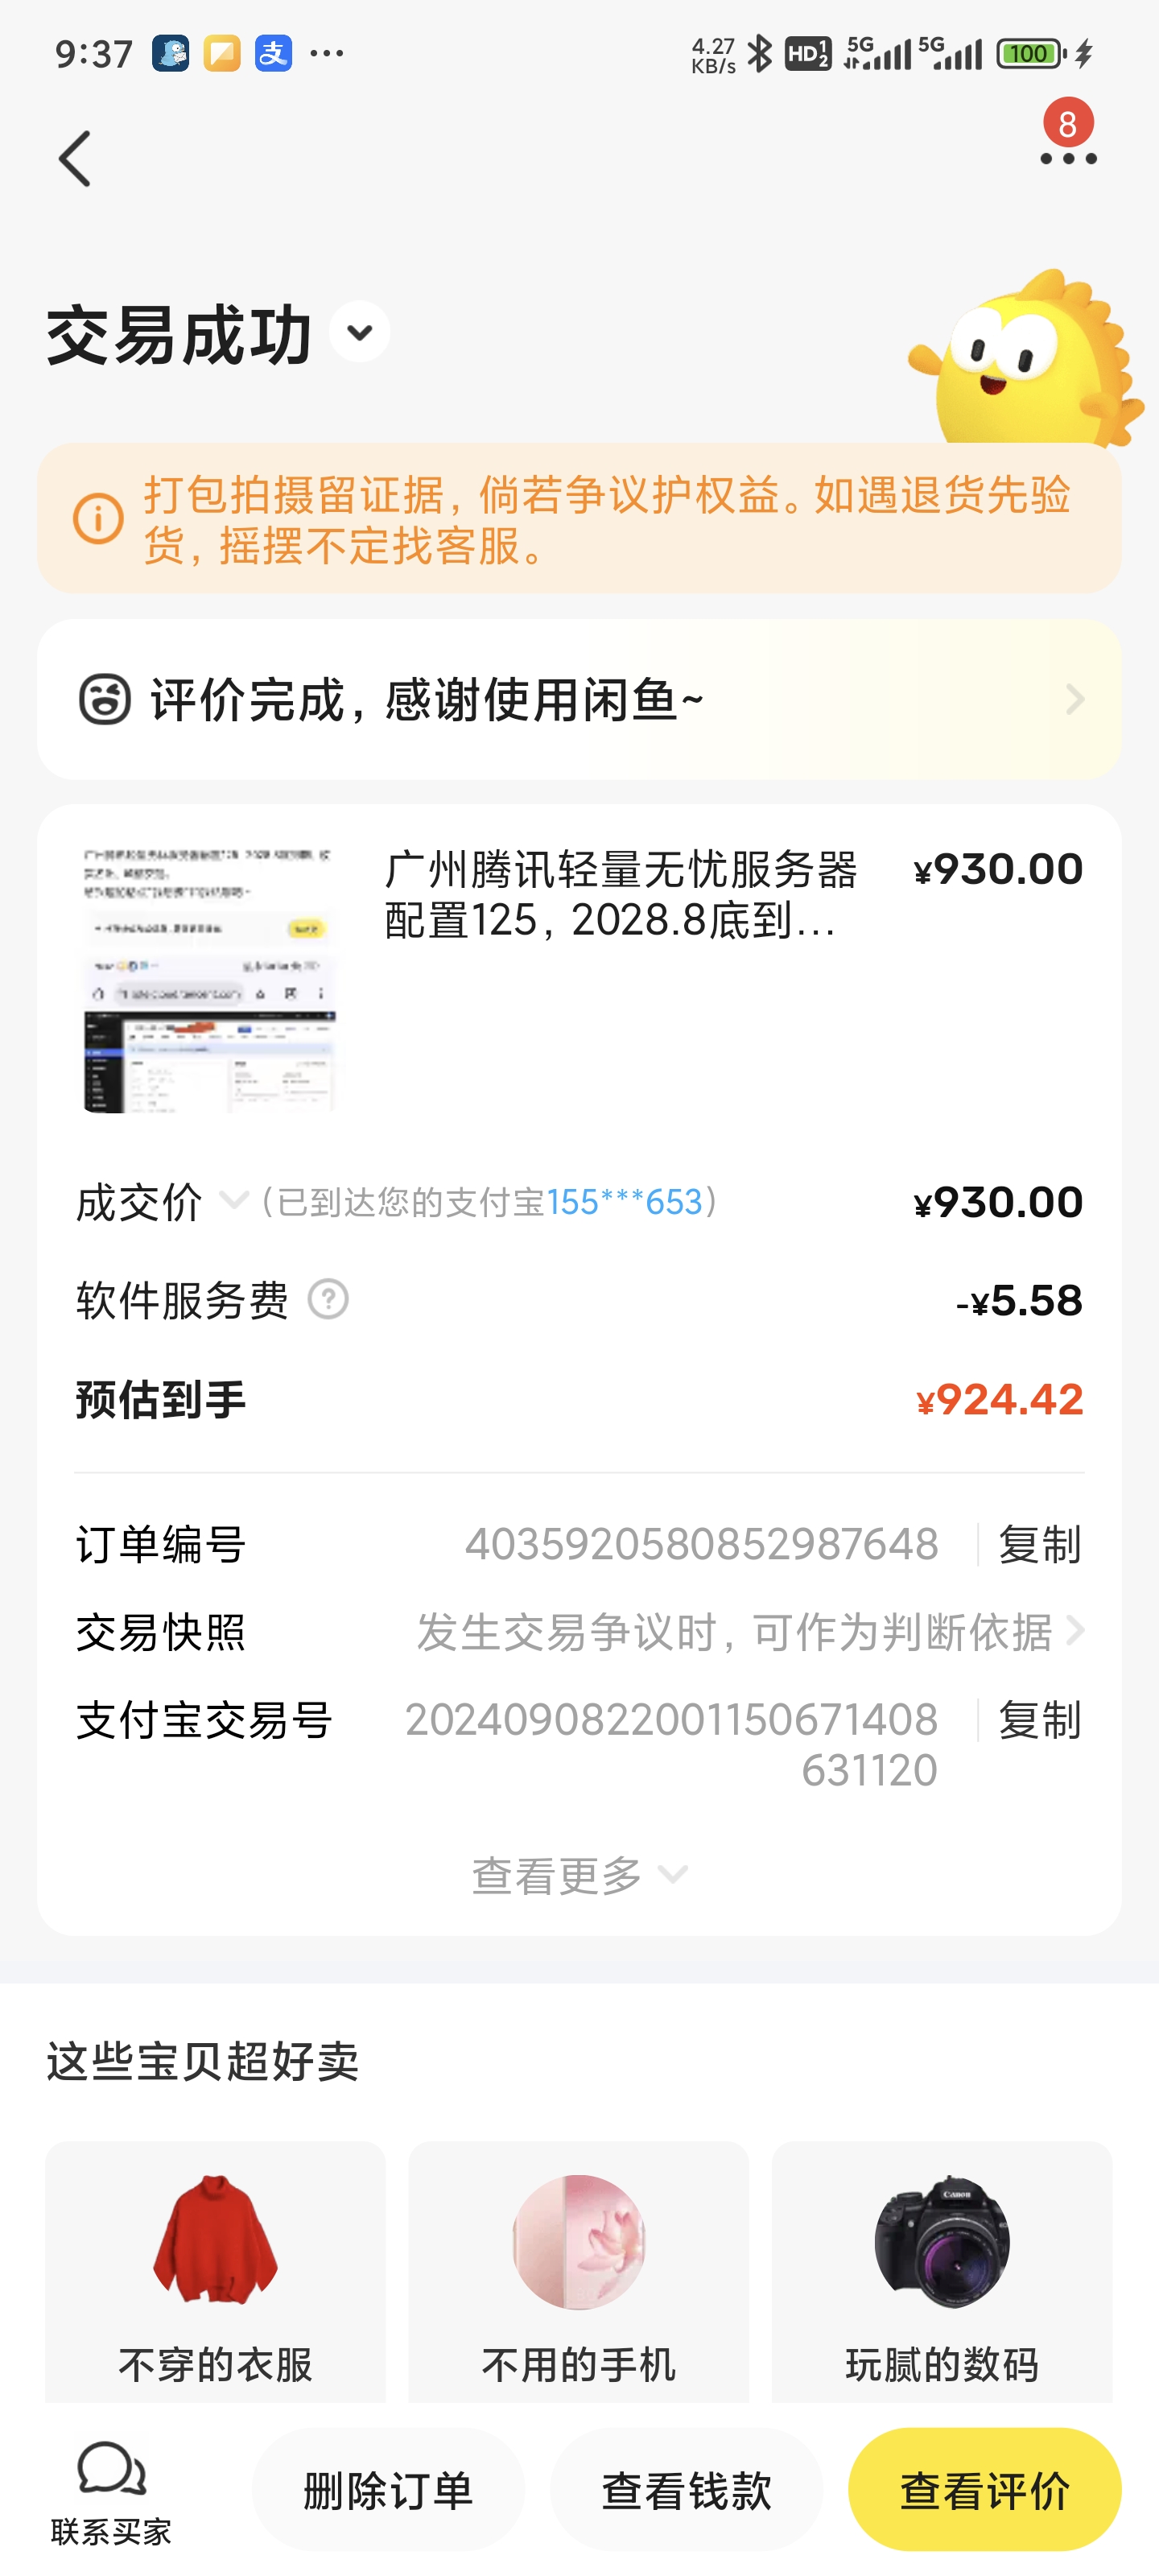 9:37
支
4.27
KB/s
HD 1 2
5G
5G
100
8
交易成功
打包拍摄留证据，倘若争议护权益。如遇退货先验
货，摇摆不定找客服。
评价完成，感谢使用闲鱼~
广州腾讯轻量无忧服务器 ¥930.00
配置125，2028.8底到...
成交价 （已到达您的支付宝155***653） ¥930.00
软件服务费 ? -¥5.58
预估到手 ¥924.42
订单编号 4035920580852987648 复制
交易快照 发生交易争议时，可作为判断依据
支付宝交易号 2024090822001150671408 复制
631120
查看更多
这些宝贝超好卖
Canon
不穿的衣服 不用的手机 玩腻的数码
联系买家 删除订单 查看钱款 查看评价